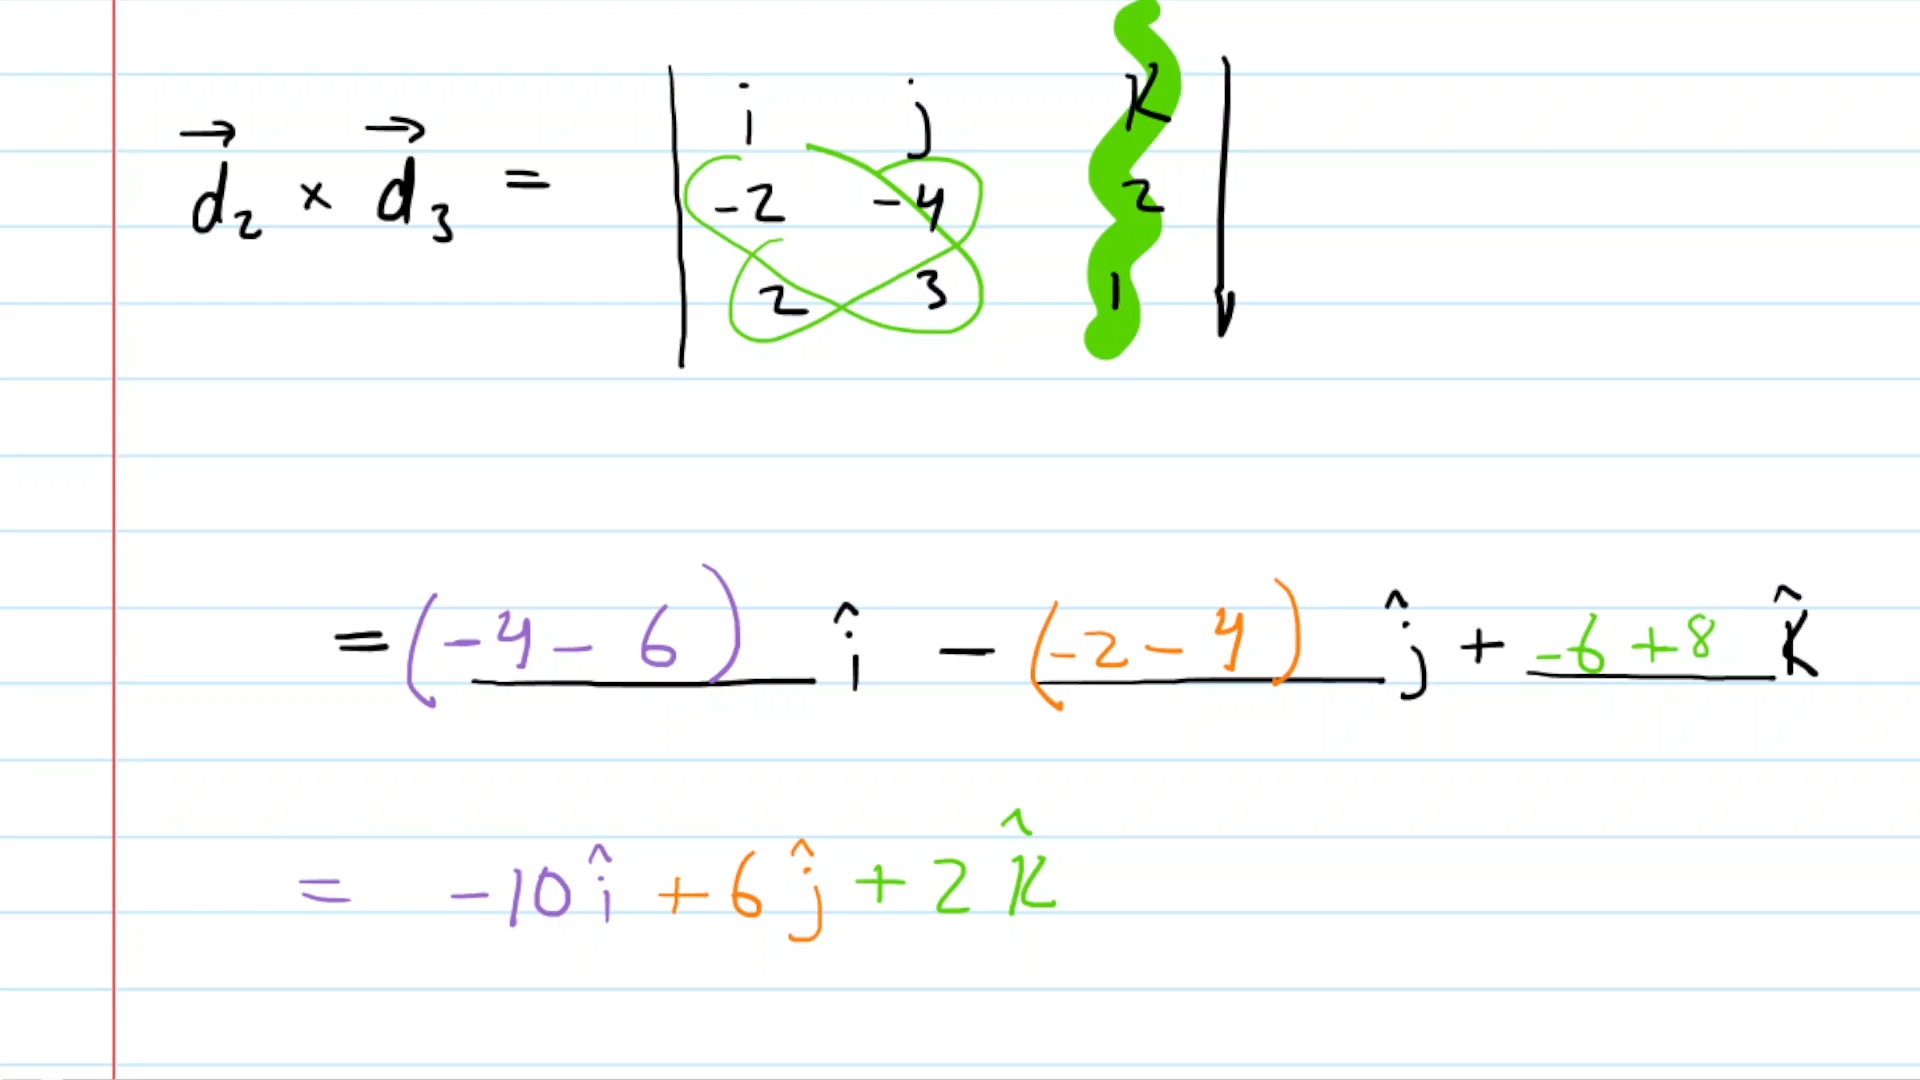 i j K
d₂ × d₃ = | -2 -4 2 |
2 3 1
= (-4 - 6) î - (-2 - 4) ĵ + -6 + 8 K̂
= -10 î + 6 ĵ + 2 K̂